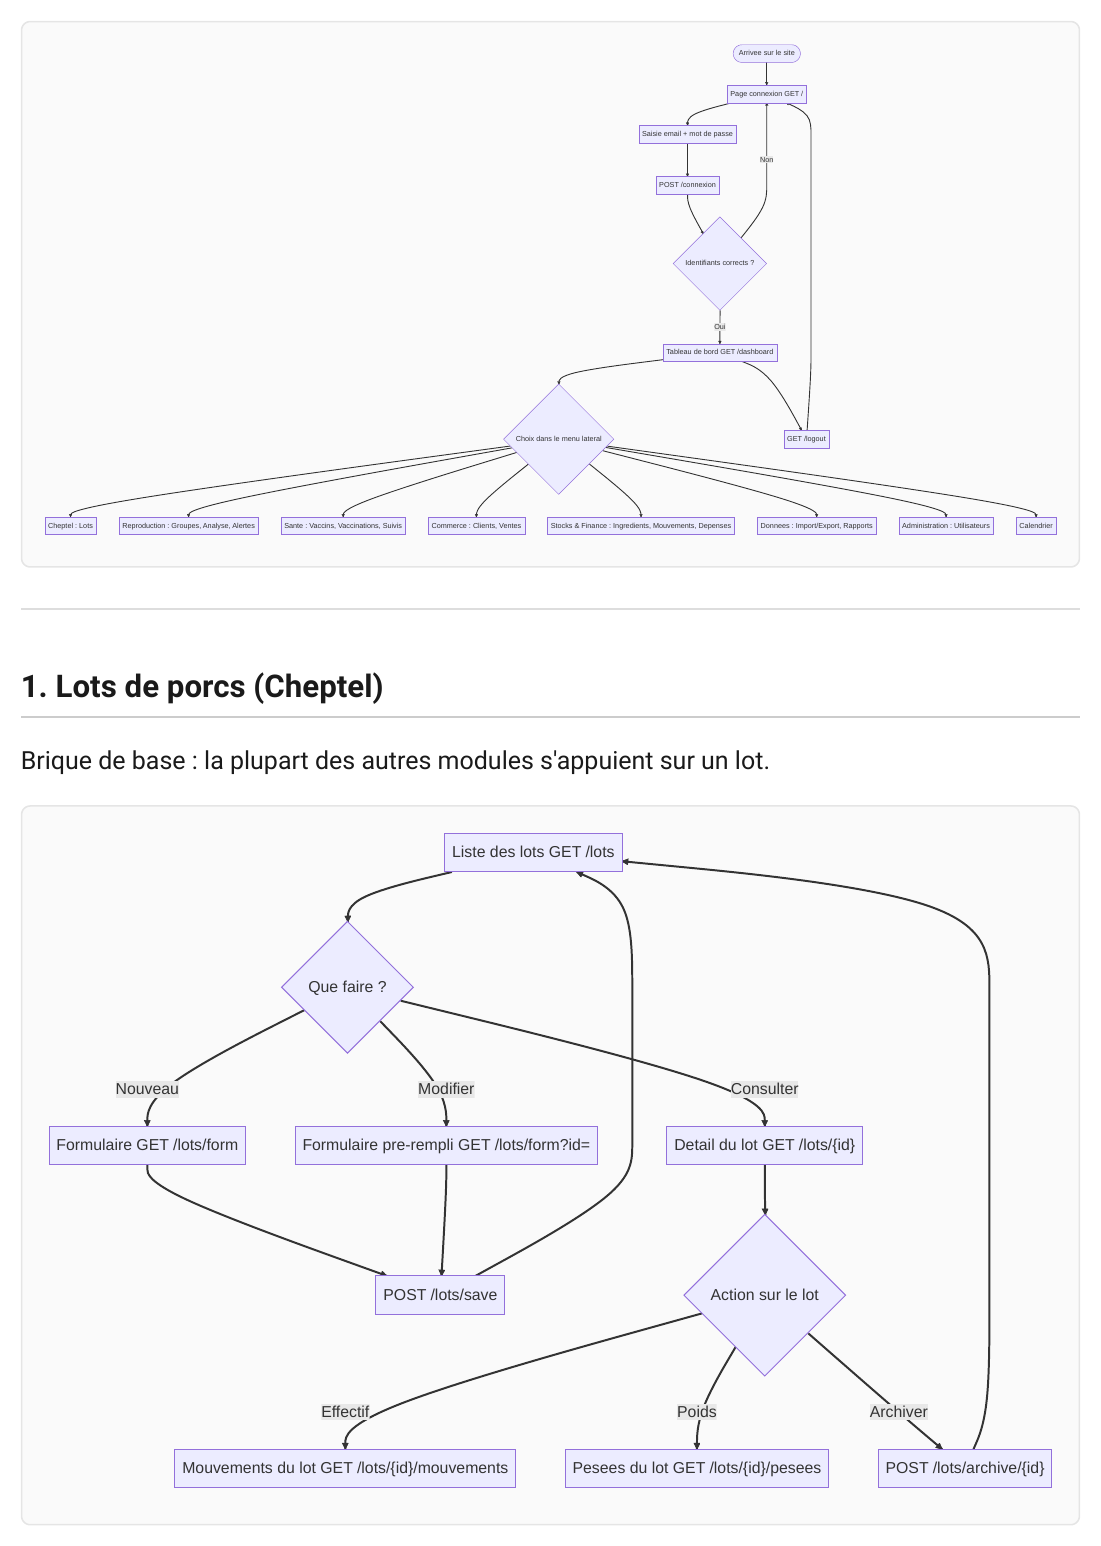 Arrivee sur le site
Page connexion GET /
Saisie email + mot de passe
Non
POST /connexion
Identifiants corrects ?
Oui
Tableau de bord GET /dashboard
Choix dans le menu lateral
GET /logout
Cheptel : Lots
Reproduction : Groupes, Analyse, Alertes
Sante : Vaccins, Vaccinations, Suivis
Commerce : Clients, Ventes
Stocks & Finance : Ingredients, Mouvements, Depenses
Donnees : Import/Export, Rapports
Administration : Utilisateurs
Calendrier
1. Lots de porcs (Cheptel)
Brique de base : la plupart des autres modules s'appuient sur un lot.
Liste des lots GET /lots
Que faire ?
Nouveau
Modifier
Consulter
Formulaire GET /lots/form
Formulaire pre-rempli GET /lots/form?id=
Detail du lot GET /lots/{id}
POST /lots/save
Action sur le lot
Effectif
Poids
Archiver
Mouvements du lot GET /lots/{id}/mouvements
Pesees du lot GET /lots/{id}/pesees
POST /lots/archive/{id}